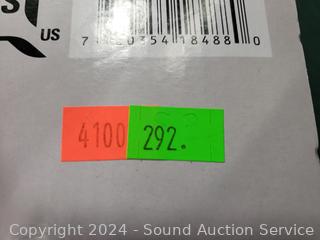 S
US
7 20354 18488 0
4100 292.
Copyright 2024 - Sound Auction Service